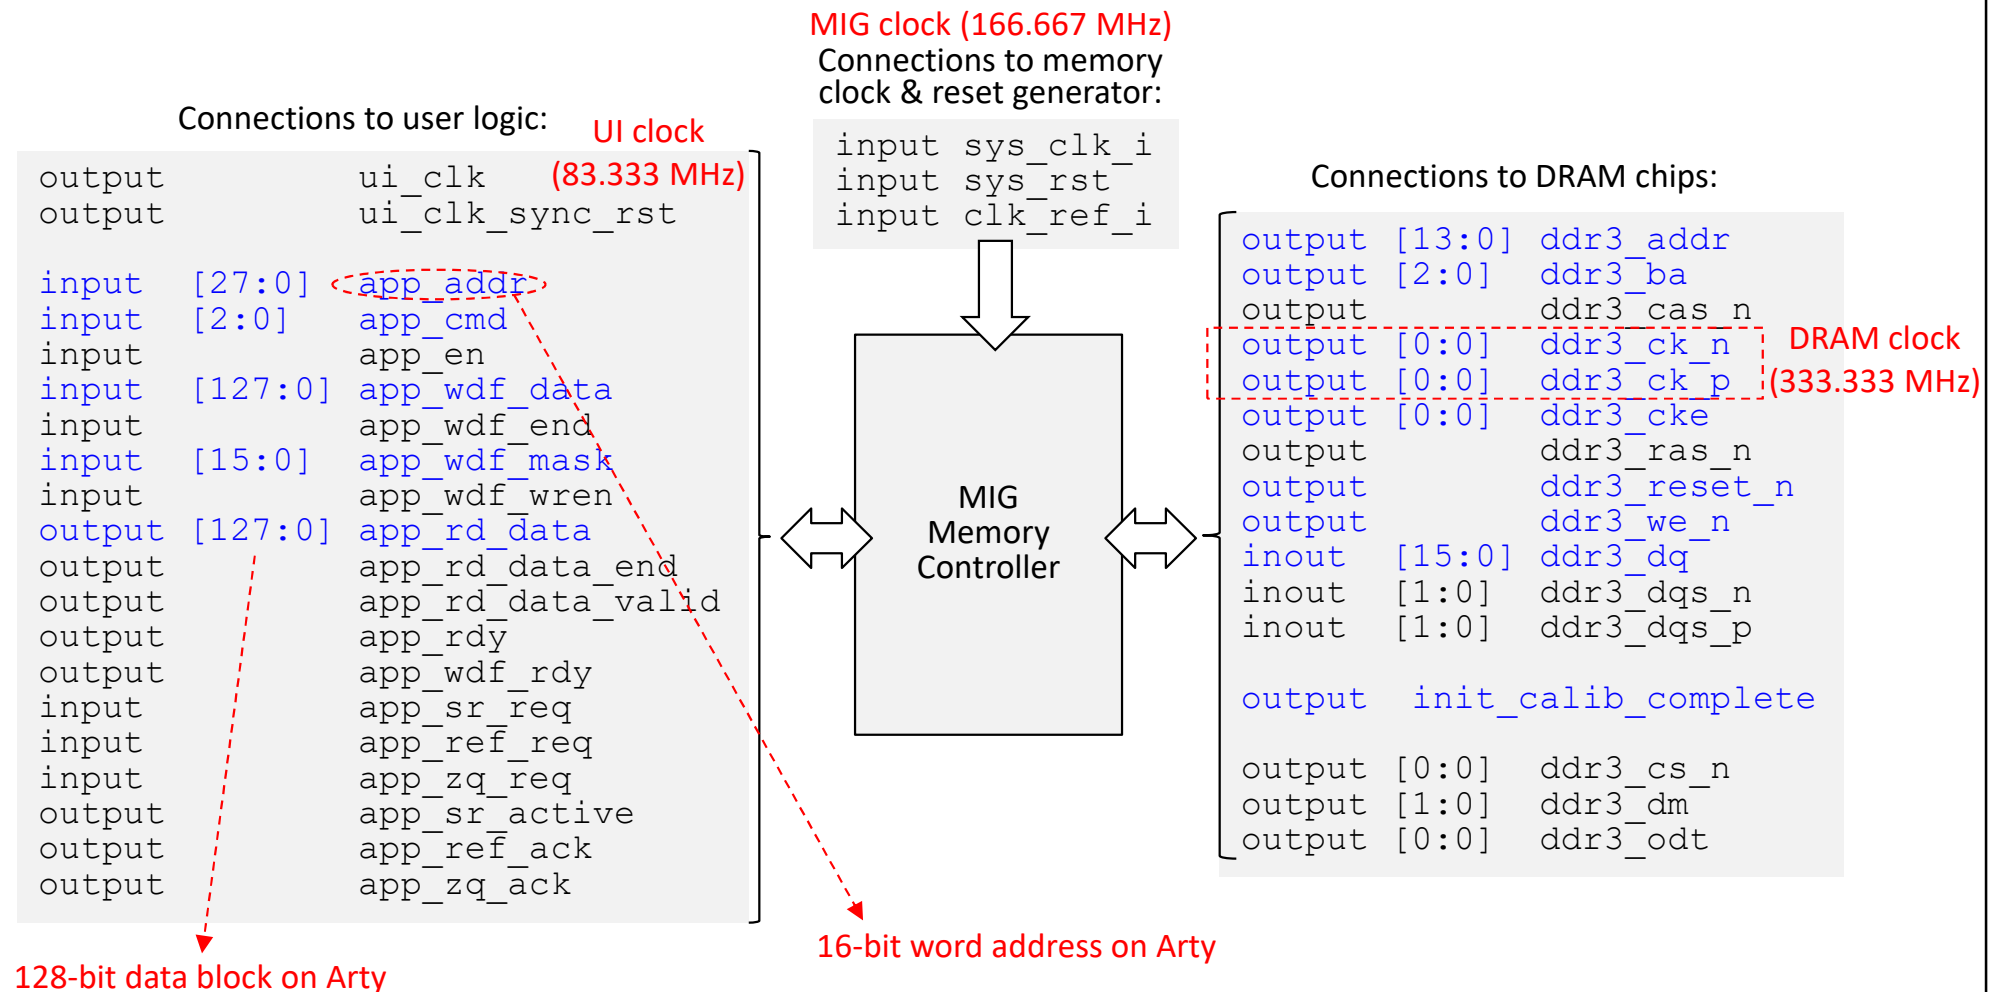 MIG clock (166.667 MHz)
Connections to memory
clock & reset generator:
input sys_clk_i
input sys_rst
input clk_ref_i
Connections to user logic:
UI clock
(83.333 MHz)
output ui_clk
output ui_clk_sync_rst
input [27:0] app_addr
input [2:0] app_cmd
input app_en
input [127:0] app_wdf_data
input app_wdf_end
input [15:0] app_wdf_mask
input app_wdf_wren
output [127:0] app_rd_data
output app_rd_data_end
output app_rd_data_valid
output app_rdy
output app_wdf_rdy
input app_sr_req
input app_ref_req
input app_zq_req
output app_sr_active
output app_ref_ack
output app_zq_ack
128-bit data block on Arty
16-bit word address on Arty
MIG
Memory
Controller
Connections to DRAM chips:
output [13:0] ddr3_addr
output [2:0] ddr3_ba
output ddr3_cas_n
output [0:0] ddr3_ck_n
output [0:0] ddr3_ck_p
output [0:0] ddr3_cke
output ddr3_ras_n
output ddr3_reset_n
output ddr3_we_n
inout [15:0] ddr3_dq
inout [1:0] ddr3_dqs_n
inout [1:0] ddr3_dqs_p
output init_calib_complete
output [0:0] ddr3_cs_n
output [1:0] ddr3_dm
output [0:0] ddr3_odt
DRAM clock
(333.333 MHz)